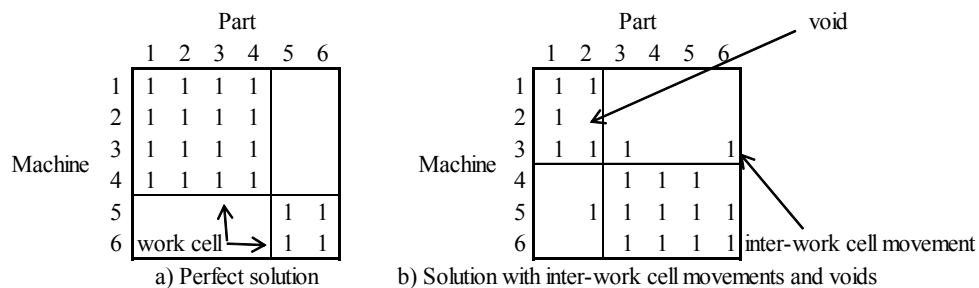 Part
1 2 3 4 5 6
1 1 1 1 1
2 1 1 1 1
3 1 1 1 1
Machine
4 1 1 1 1
5 1 1
6 work cell 1 1
a) Perfect solution
Part
void
1 2 3 4 5 6
1 1 1
2 1
3 1 1 1 1
Machine
4 1 1 1
5 1 1 1 1 1
6 1 1 1 1
inter-work cell movement
b) Solution with inter-work cell movements and voids